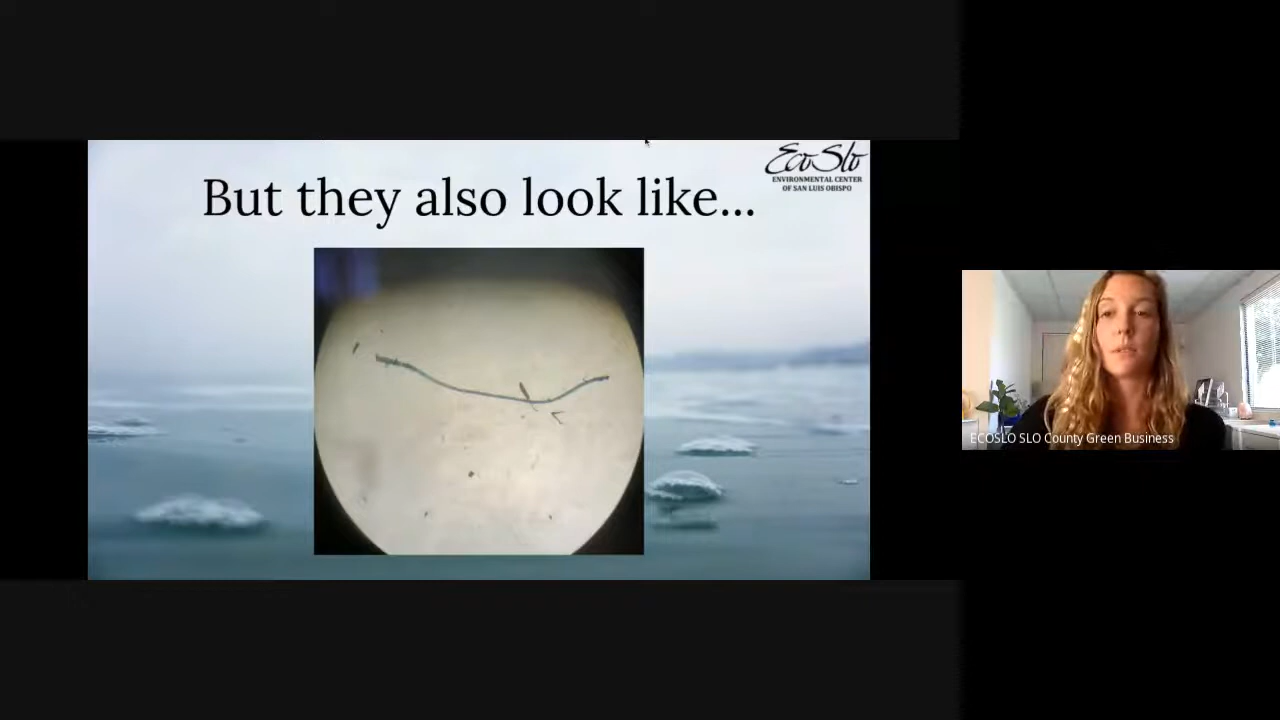 EcoSlo
ENVIRONMENTAL CENTER
OF SAN LUIS OBISPO
But they also look like...
ECOSLO SLO County Green Business